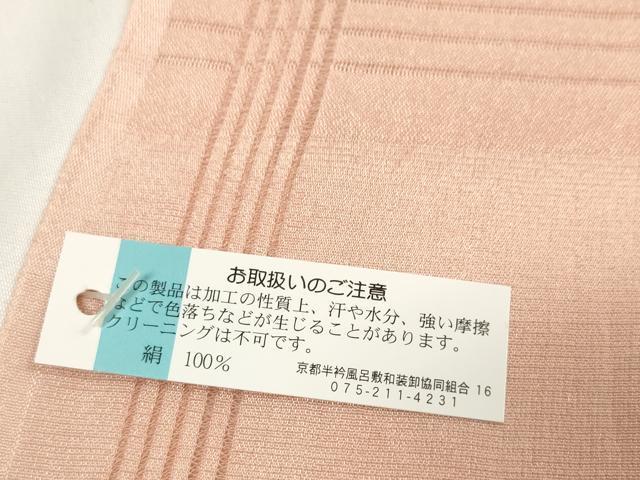 お取扱いのご注意
この製品は加工の性質上、汗や水分、強い摩擦
などで色落ちなどが生じることがあります。
クリーニングは不可です。
絹 100%
京都半衿風呂敷和装卸協同組合 16
075-211-4231